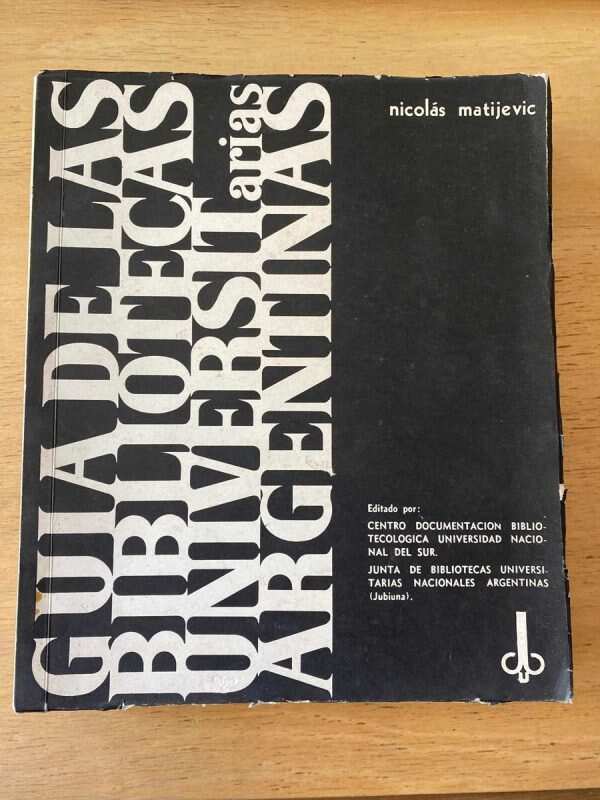 GUIA DE LAS
BIBLIOTECAS
UNIVERSITarias
ARGENTINAS
nicolás matijevic
Editado por:
CENTRO DOCUMENTACION BIBLIO-
TECOLOGICA UNIVERSIDAD NACIO-
NAL DEL SUR.
JUNTA DE BIBLIOTECAS UNIVERSI-
TARIAS NACIONALES ARGENTINAS
(Jubiuna).